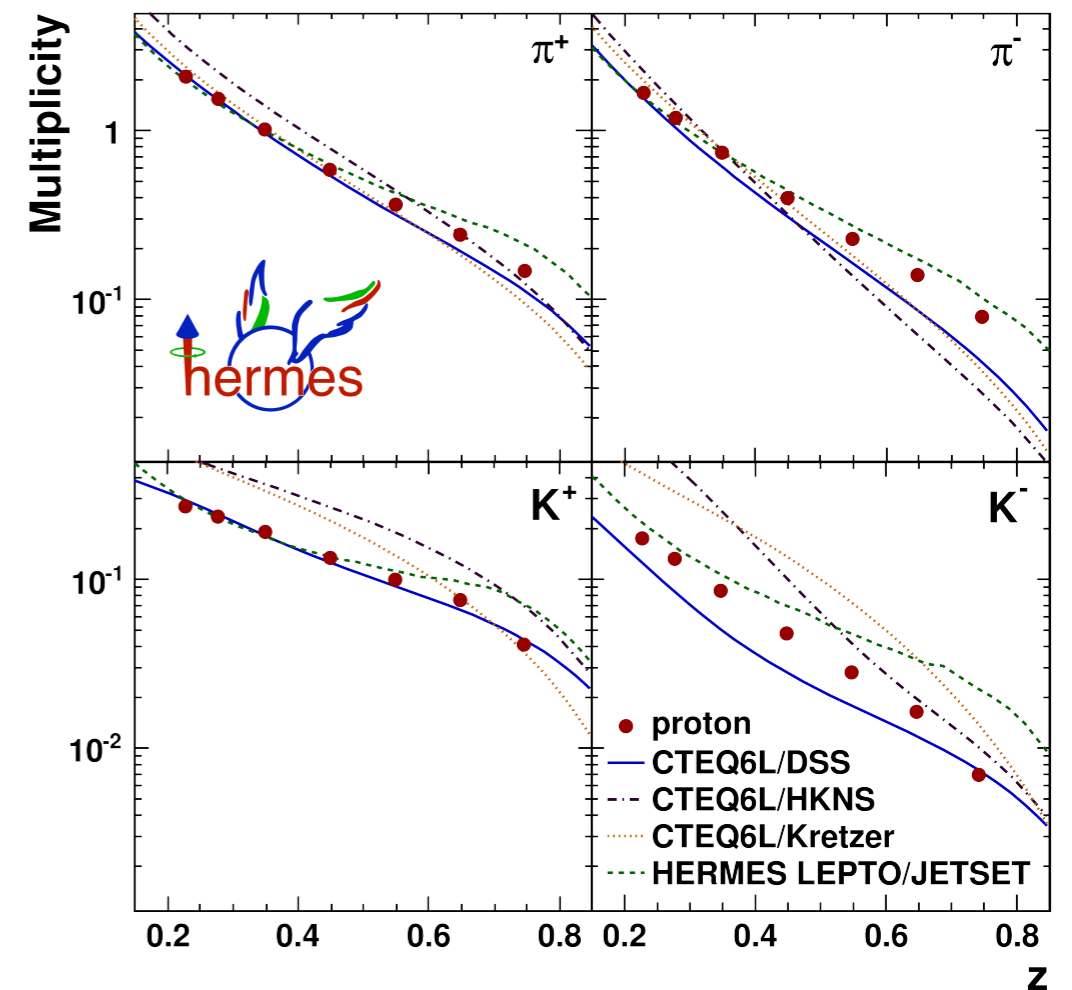 Multiplicity
π+
π-
1
10-1
hermes
K+
K-
10-1
10-2
proton
CTEQ6L/DSS
CTEQ6L/HKNS
CTEQ6L/Kretzer
HERMES LEPTO/JETSET
0.2 0.4 0.6 0.8 0.2 0.4 0.6 0.8
z